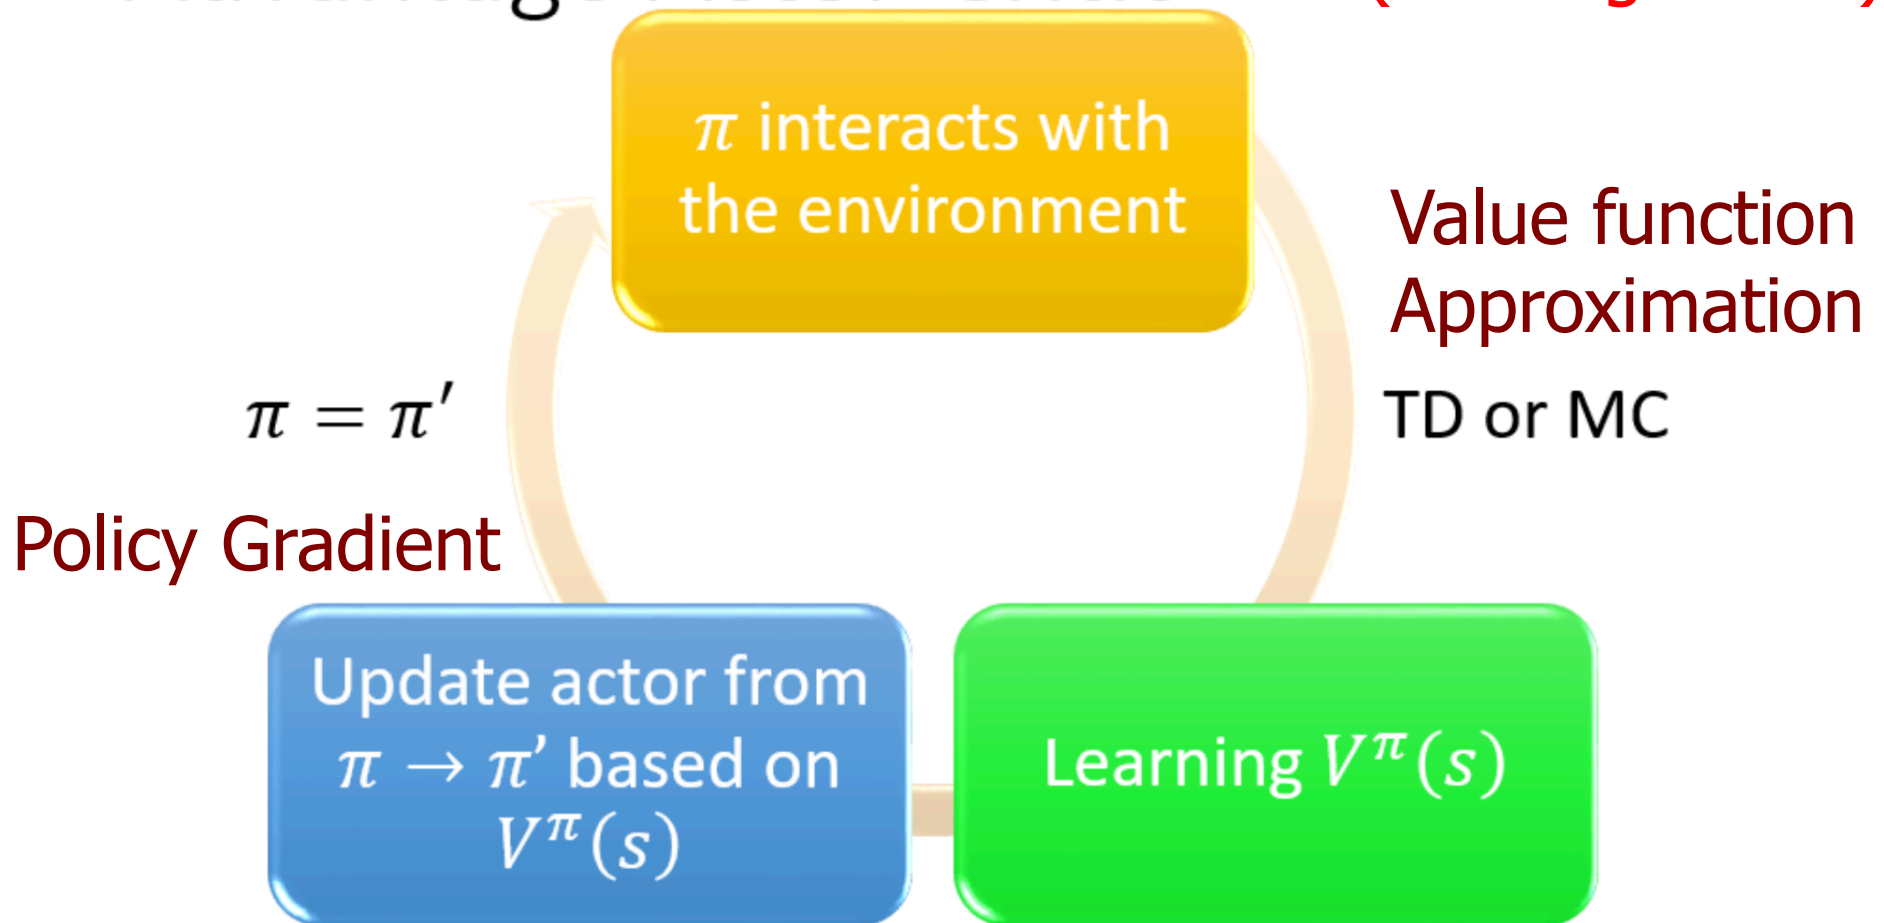 π interacts with
the environment
Value function
Approximation
π = π′
TD or MC
Policy Gradient
Update actor from
π → π’ based on
V^π(s)
Learning V^π(s)